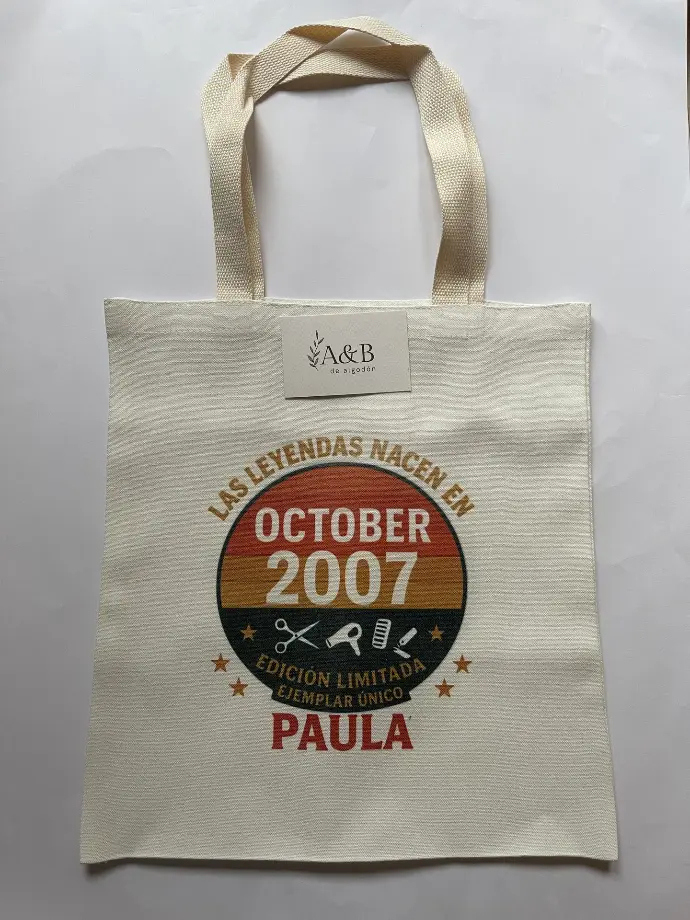 A&B
de algodón
LAS LEYENDAS NACEN EN
OCTOBER
2007
EDICIÓN LIMITADA
EJEMPLAR ÚNICO
PAULA